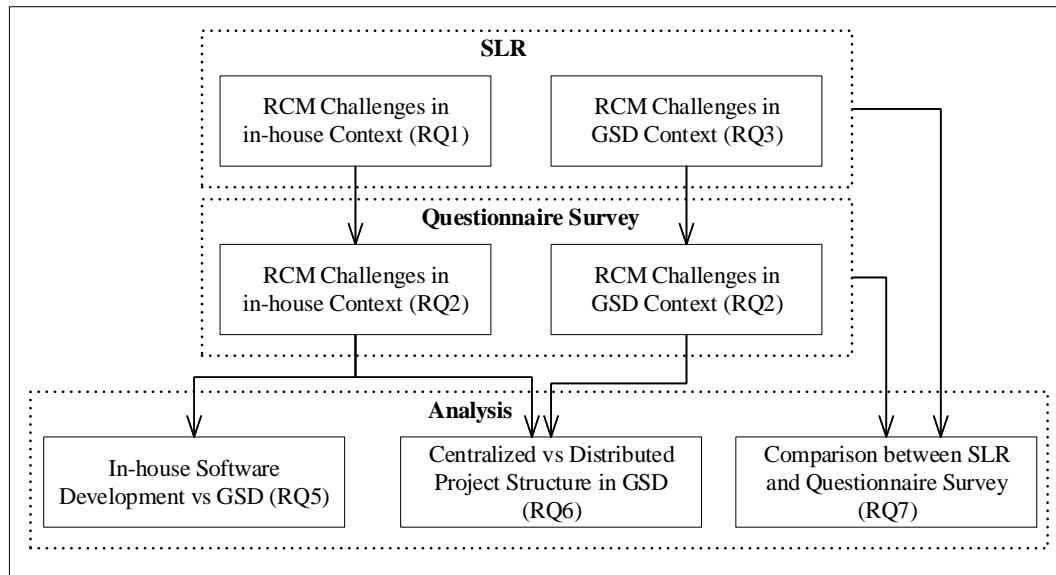 SLR
RCM Challenges in
in-house Context (RQ1)
RCM Challenges in
GSD Context (RQ3)
Questionnaire Survey
RCM Challenges in
in-house Context (RQ2)
RCM Challenges in
GSD Context (RQ2)
Analysis
In-house Software
Development vs GSD (RQ5)
Centralized vs Distributed
Project Structure in GSD
(RQ6)
Comparison between SLR
and Questionnaire Survey
(RQ7)